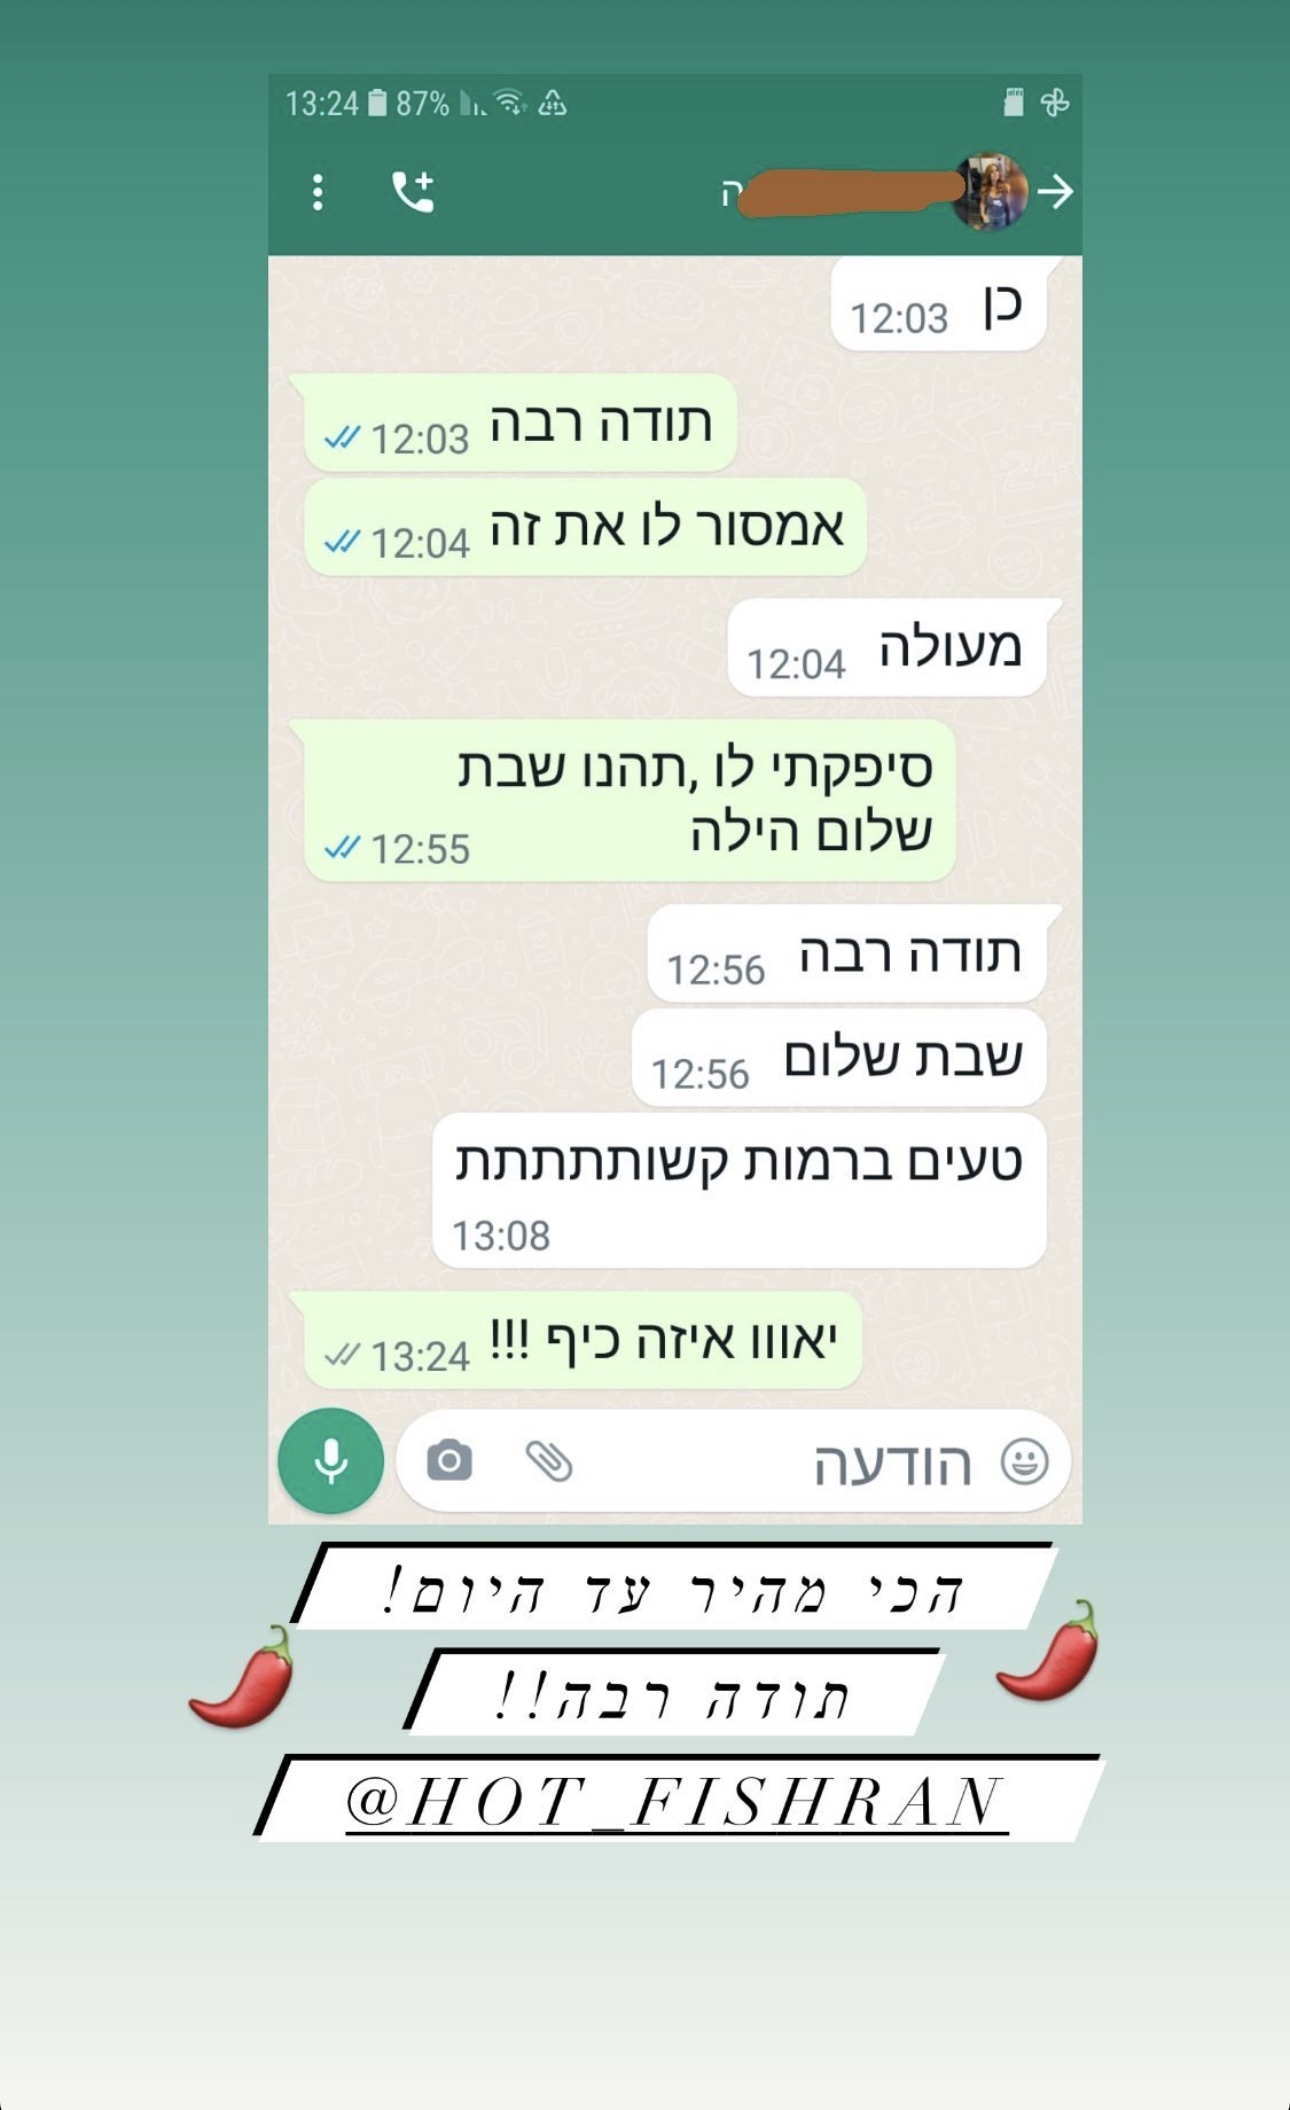 13:24 87%
ה
כן 12:03
תודה רבה 12:03
אמסור לו את זה 12:04
מעולה 12:04
סיפקתי לו ,תהנו שבת
שלום הילה 12:55
תודה רבה 12:56
שבת שלום 12:56
טעים ברמות קשותתתתת
13:08
יאווו איזה כיף !!! 13:24
הודעה
הכי מהיר עד היום!
תודה רבה!!
@HOT_FISHRAN